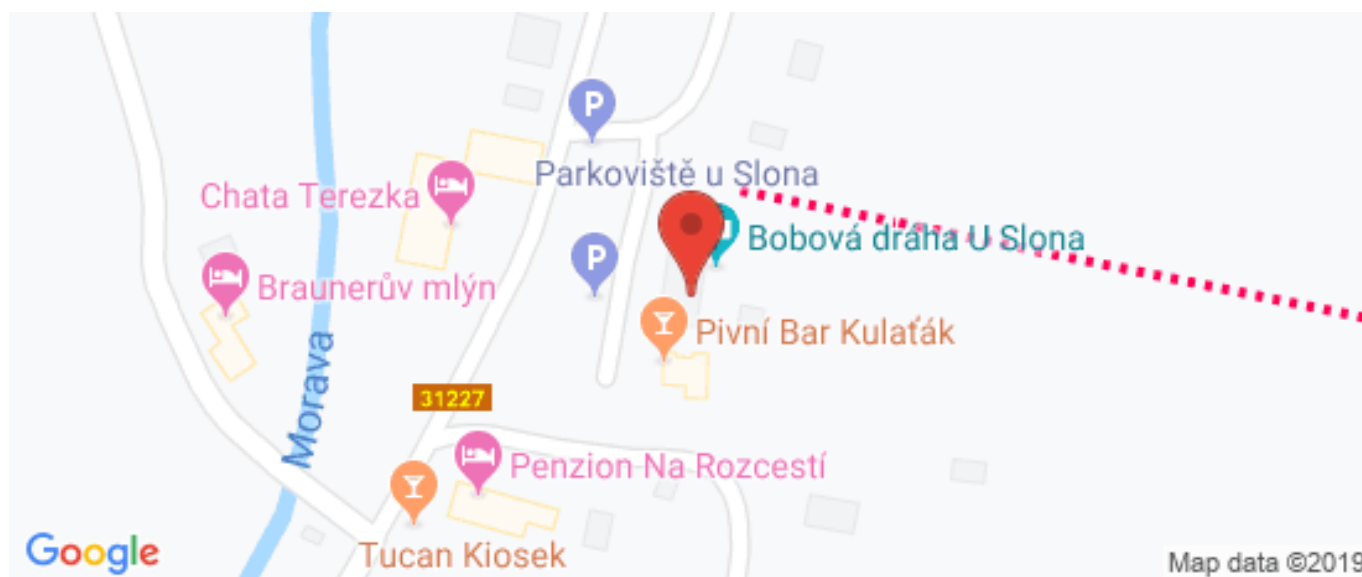 P
Parkoviště u Slona
Chata Terezka
Bobová dráha U Slona
P
Braunerův mlýn
Pivní Bar Kulaťák
Morava
31227
Penzion Na Rozcestí
Tucan Kiosek
Google
Map data ©2019